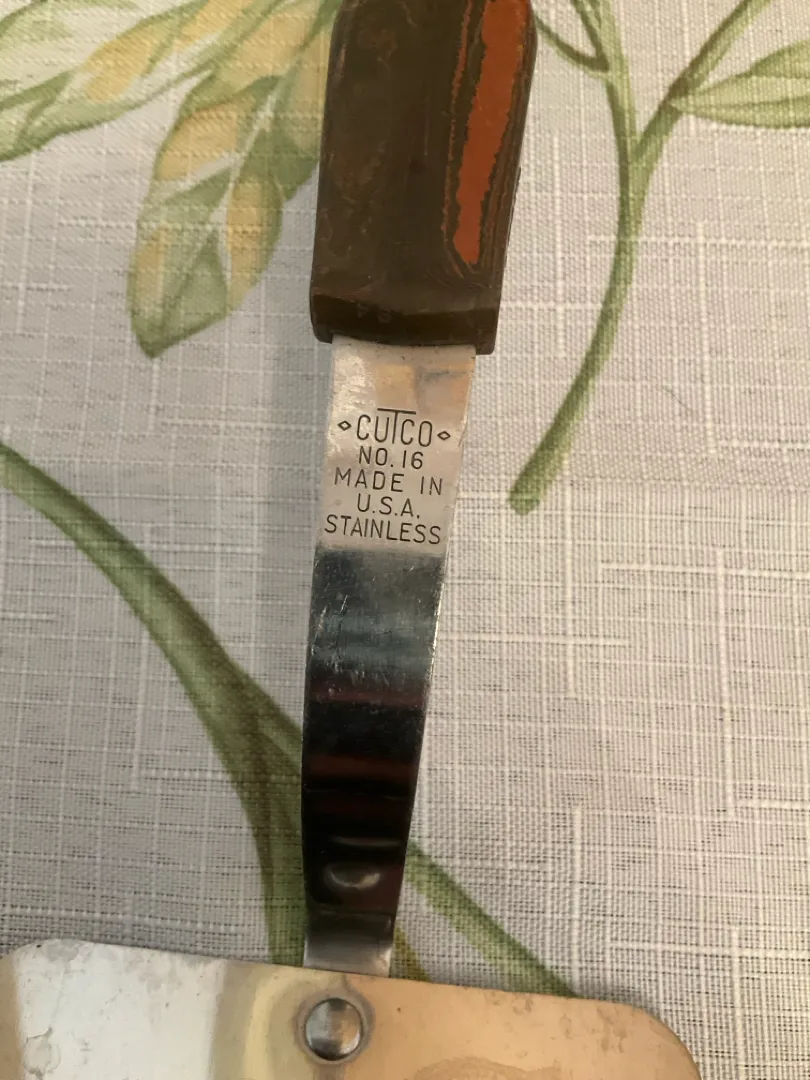 CUTCO
NO. 16
MADE IN
U.S.A.
STAINLESS